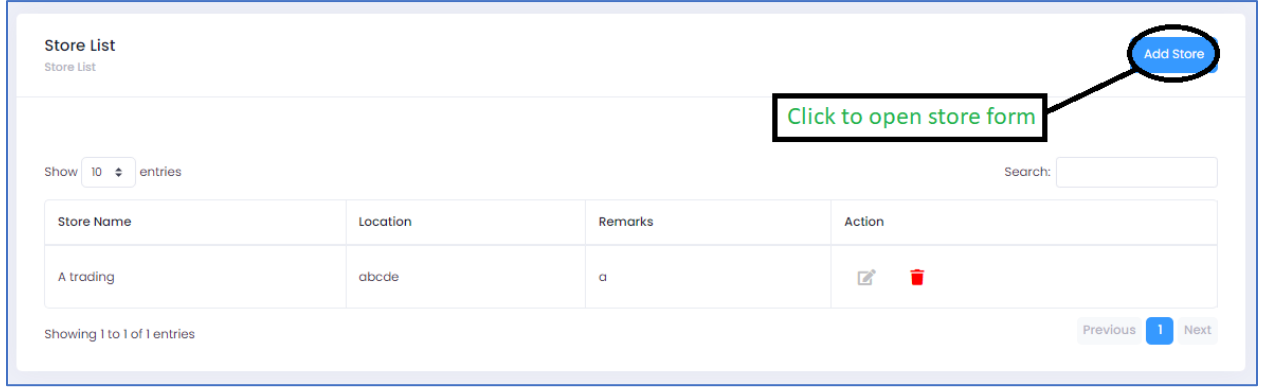 Store List
Store List
Add Store
Click to open store form
Show 10 entries
Search:
Store Name Location Remarks Action
A trading abcde a
Showing 1 to 1 of 1 entries
Previous 1 Next